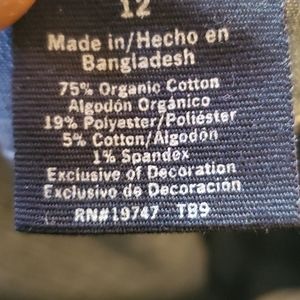 12
Made in/Hecho en
Bangladesh
75% Organic Cotton
Algodón Orgánico
19% Polyester/Poliéster
5% Cotton/Algodón
1% Spandex
Exclusive of Decoration
Exclusivo de Decoración
RN#19747 TB9